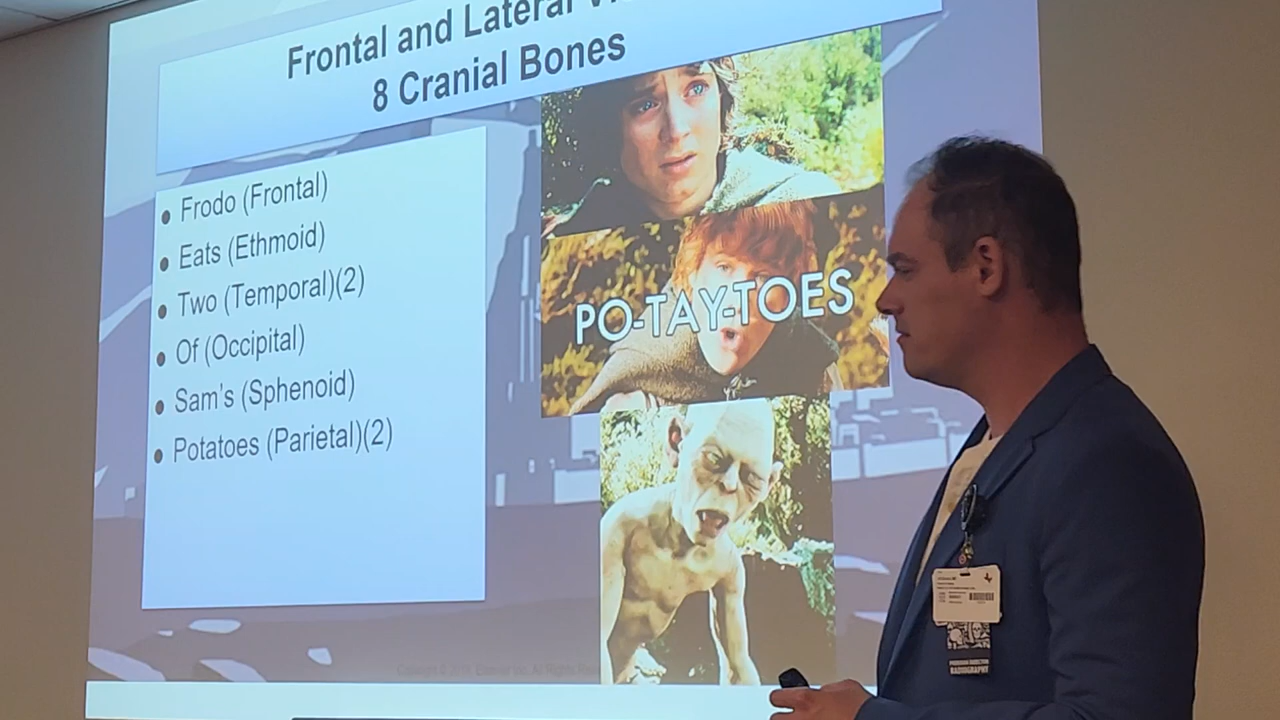 Frontal and Lateral
8 Cranial Bones
Frodo (Frontal)
Eats (Ethmoid)
Two (Temporal)(2)
Of (Occipital)
Sam's (Sphenoid)
Potatoes (Parietal)(2)
PO-TAY-TOES
RADIOGRAPHY